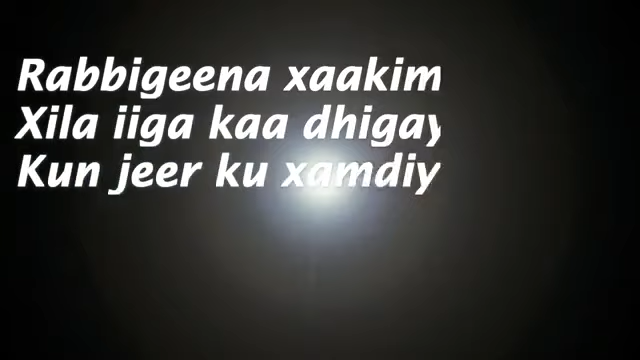 Rabbigeena xaakim
Xila iiga kaa dhigay
Kun jeer ku xamdiy